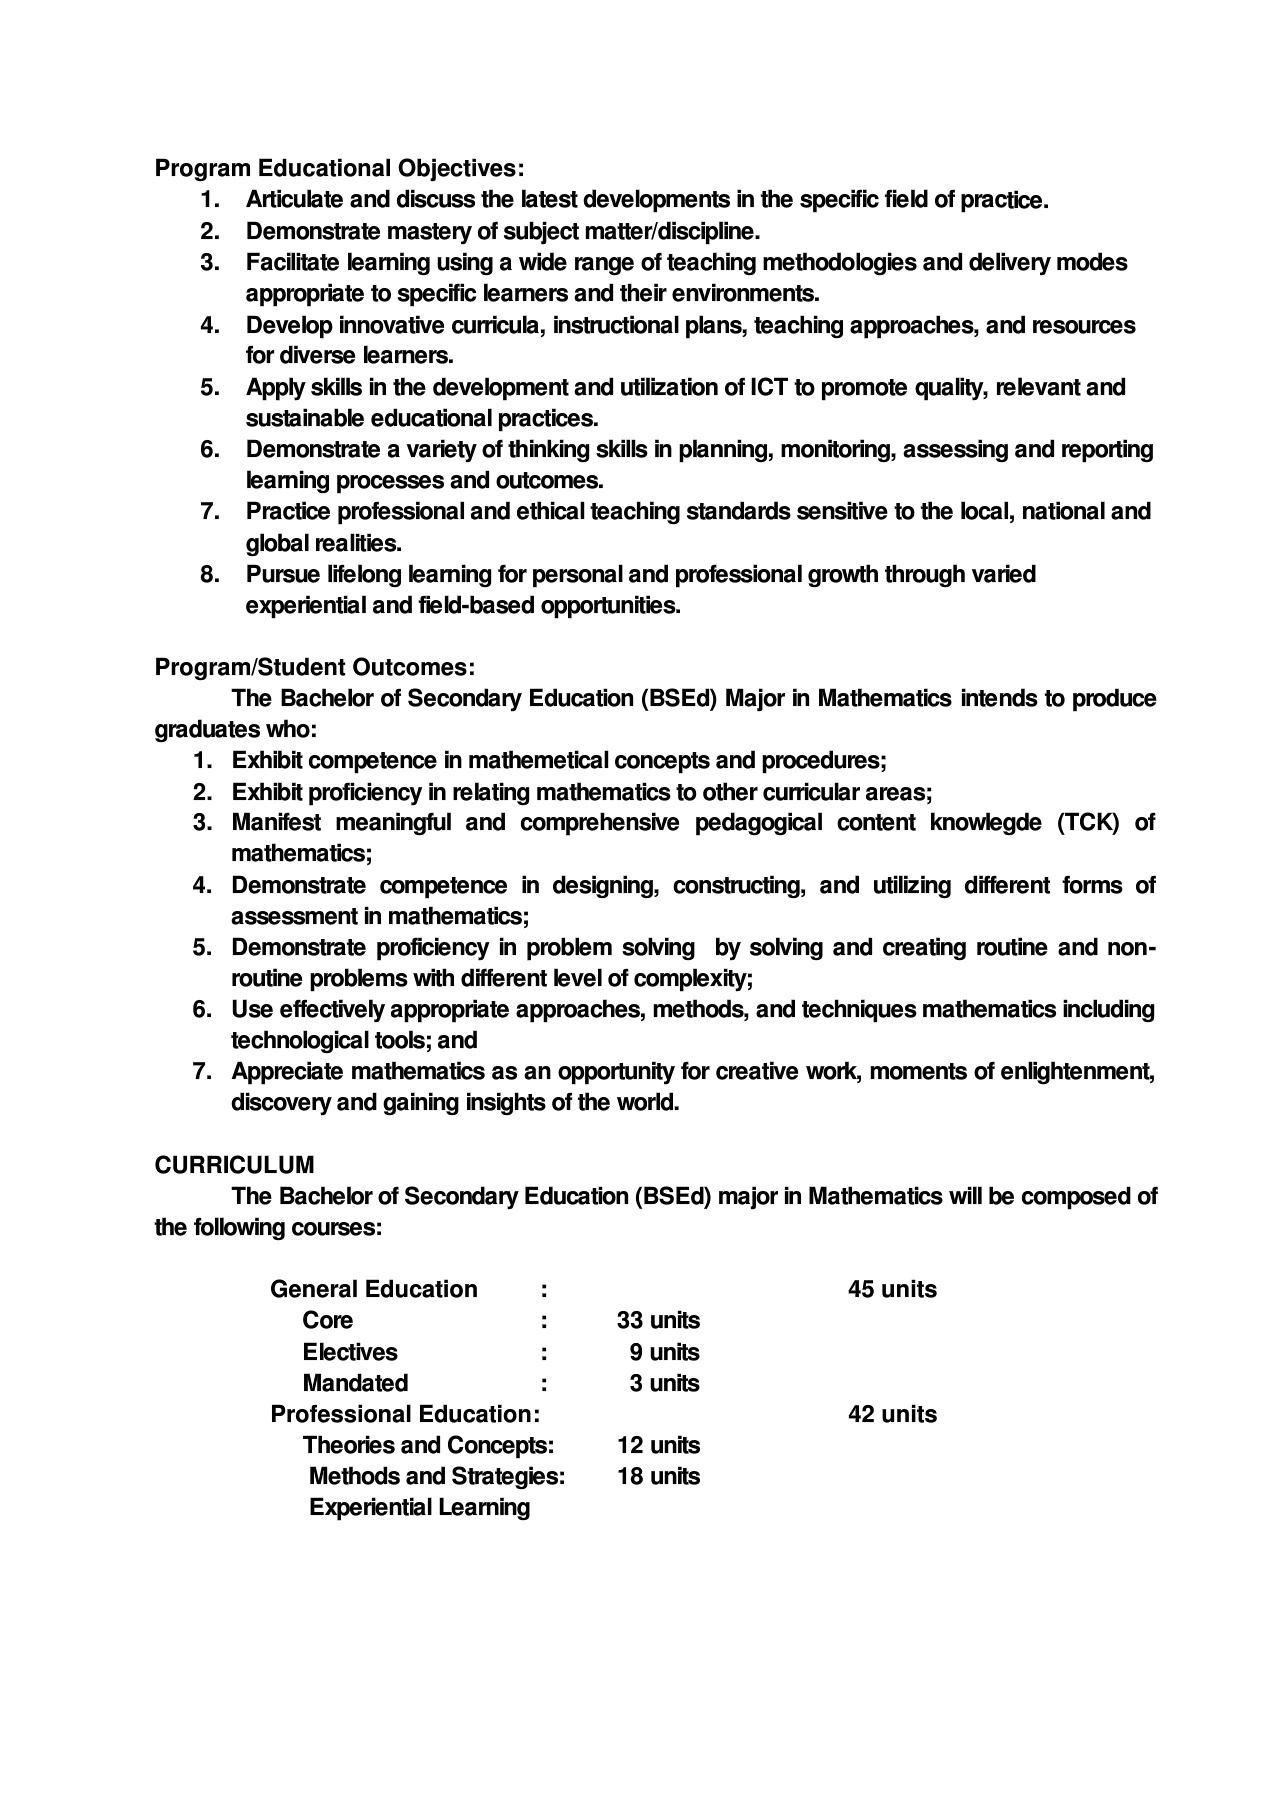 Program Educational Objectives:
1. Articulate and discuss the latest developments in the specific field of practice.
2. Demonstrate mastery of subject matter/discipline.
3. Facilitate learning using a wide range of teaching methodologies and delivery modes
appropriate to specific learners and their environments.
4. Develop innovative curricula, instructional plans, teaching approaches, and resources
for diverse learners.
5. Apply skills in the development and utilization of ICT to promote quality, relevant and
sustainable educational practices.
6. Demonstrate a variety of thinking skills in planning, monitoring, assessing and reporting
learning processes and outcomes.
7. Practice professional and ethical teaching standards sensitive to the local, national and
global realities.
8. Pursue lifelong learning for personal and professional growth through varied
experiential and field-based opportunities.
Program/Student Outcomes:
The Bachelor of Secondary Education (BSEd) Major in Mathematics intends to produce
graduates who:
1. Exhibit competence in mathemetical concepts and procedures;
2. Exhibit proficiency in relating mathematics to other curricular areas;
3. Manifest meaningful and comprehensive pedagogical content knowlegde (TCK) of
mathematics;
4. Demonstrate competence in designing, constructing, and utilizing different forms of
assessment in mathematics;
5. Demonstrate proficiency in problem solving by solving and creating routine and non-
routine problems with different level of complexity;
6. Use effectively appropriate approaches, methods, and techniques mathematics including
technological tools; and
7. Appreciate mathematics as an opportunity for creative work, moments of enlightenment,
discovery and gaining insights of the world.
CURRICULUM
The Bachelor of Secondary Education (BSEd) major in Mathematics will be composed of
the following courses:
General Education : 45 units
Core : 33 units
Electives : 9 units
Mandated : 3 units
Professional Education: 42 units
Theories and Concepts: 12 units
Methods and Strategies: 18 units
Experiential Learning